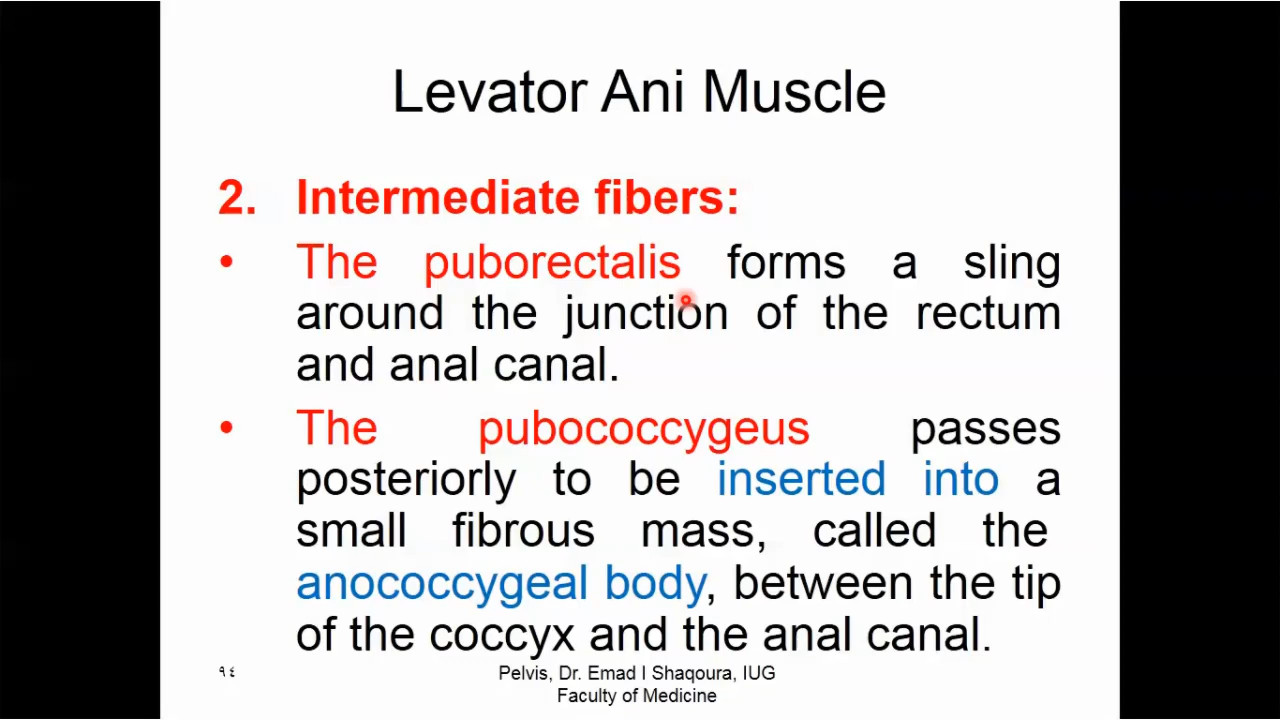 Levator Ani Muscle
2. Intermediate fibers:
• The puborectalis forms a sling
around the junction of the rectum
and anal canal.
• The pubococcygeus passes
posteriorly to be inserted into a
small fibrous mass, called the
anococcygeal body, between the tip
of the coccyx and the anal canal.
٩٤
Pelvis, Dr. Emad I Shaqoura, IUG
Faculty of Medicine